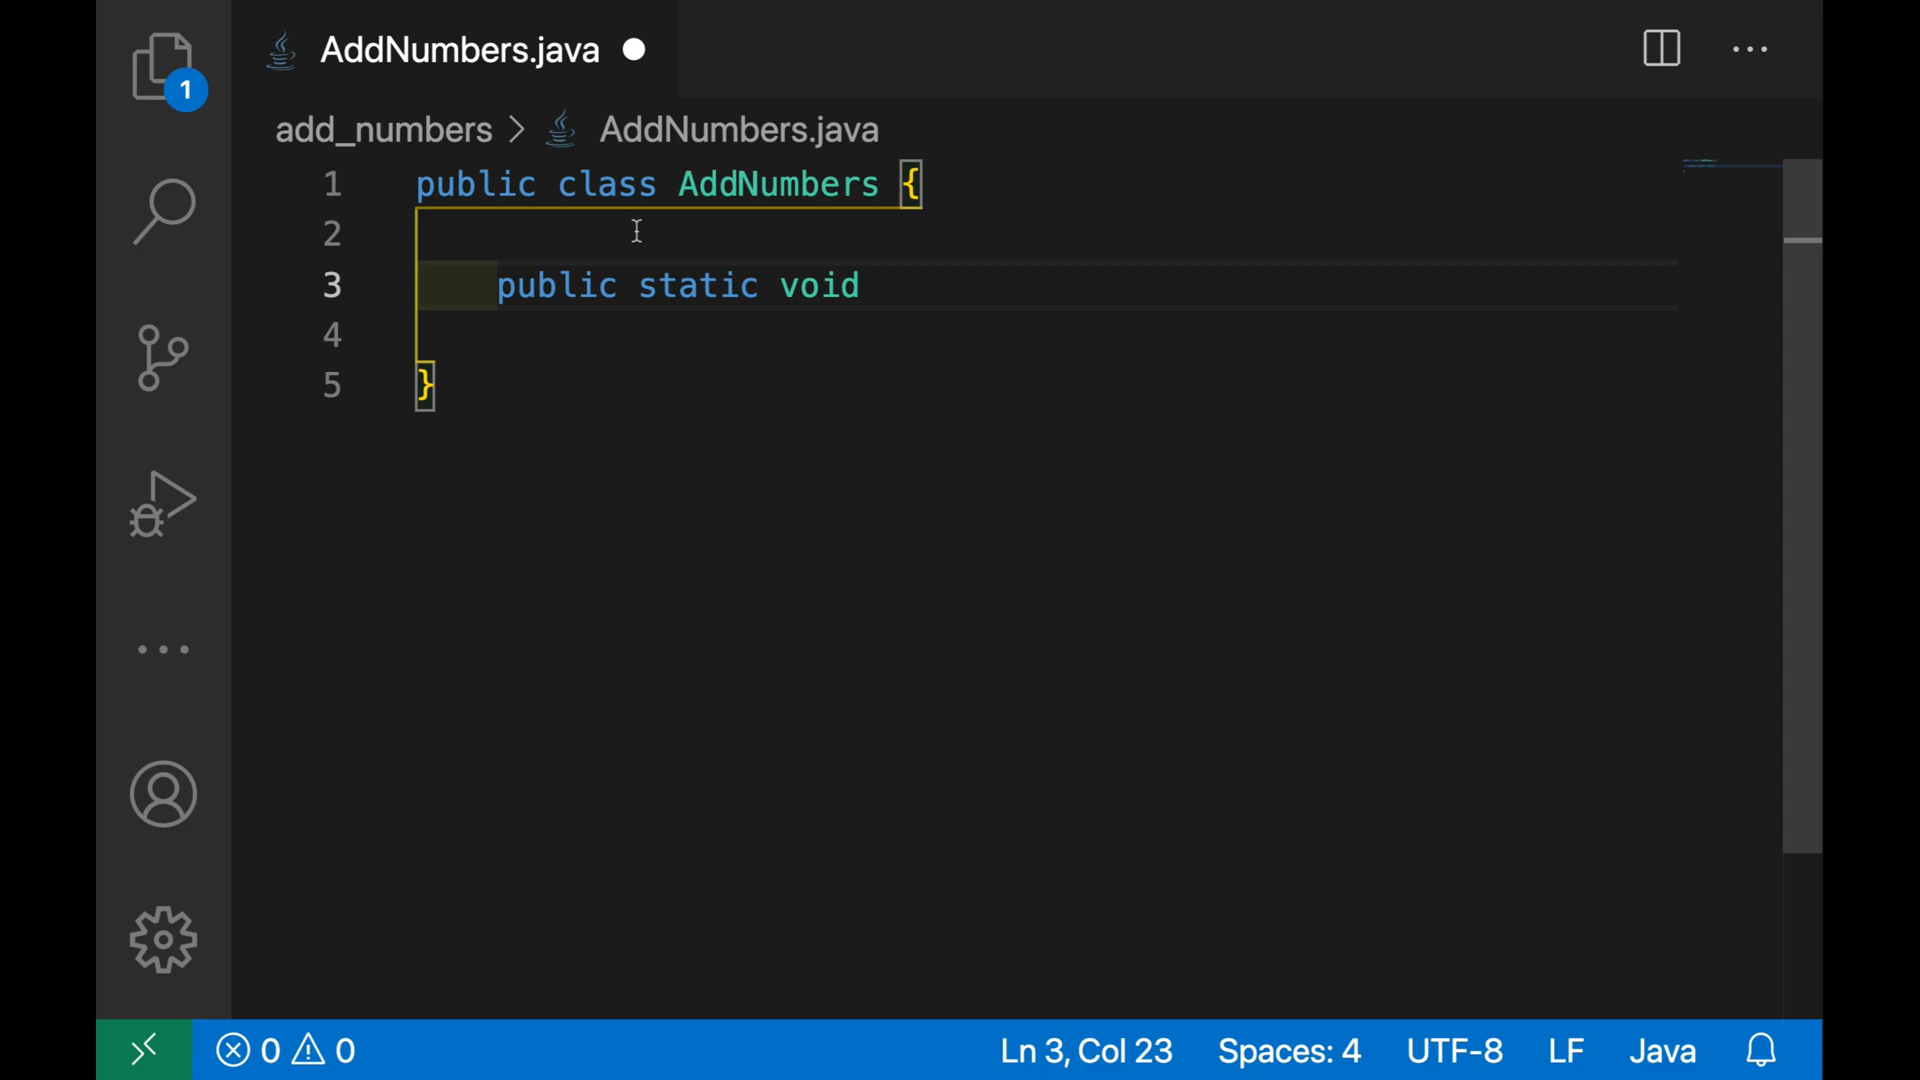 AddNumbers.java
1
add_numbers > AddNumbers.java
1 public class AddNumbers {
2
3 public static void
4
5 }
0 0 Ln 3, Col 23 Spaces: 4 UTF-8 LF Java